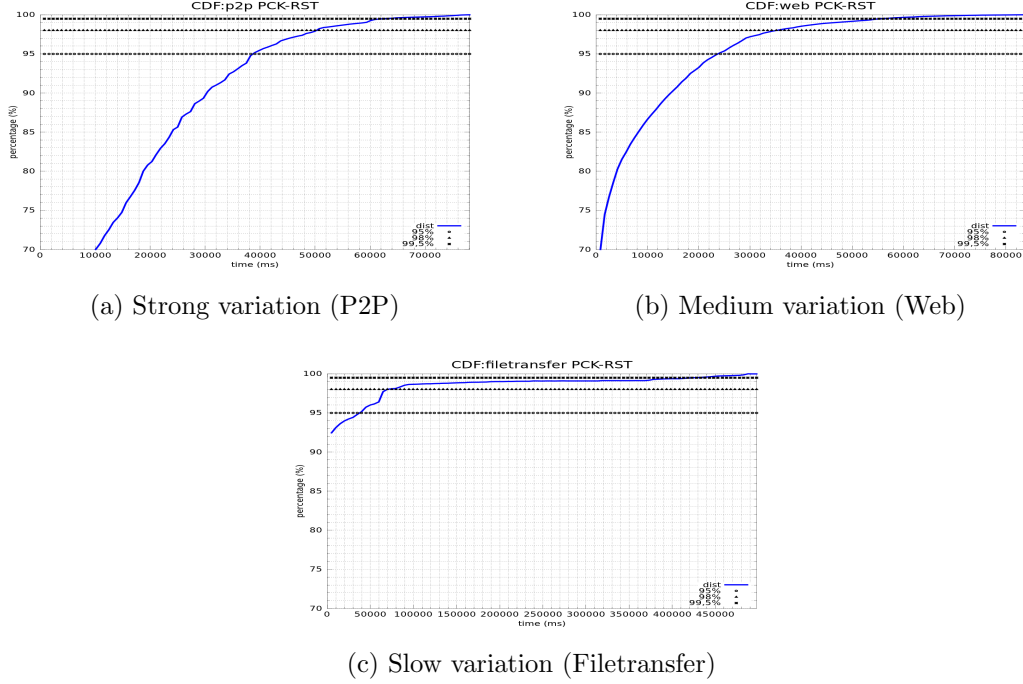 CDF:p2p PCK-RST
100
95
90
85
80
75
70
percentage (%)
0 10000 20000 30000 40000 50000 60000 70000
time (ms)
dist
95%
98%
99,5%
(a) Strong variation (P2P)
CDF:web PCK-RST
100
95
90
85
80
75
70
percentage (%)
0 10000 20000 30000 40000 50000 60000 70000 80000
time (ms)
dist
95%
98%
99,5%
(b) Medium variation (Web)
CDF:filetransfer PCK-RST
100
95
90
85
80
75
70
percentage (%)
0 50000 100000 150000 200000 250000 300000 350000 400000 450000
time (ms)
dist
95%
98%
99,5%
(c) Slow variation (Filetransfer)